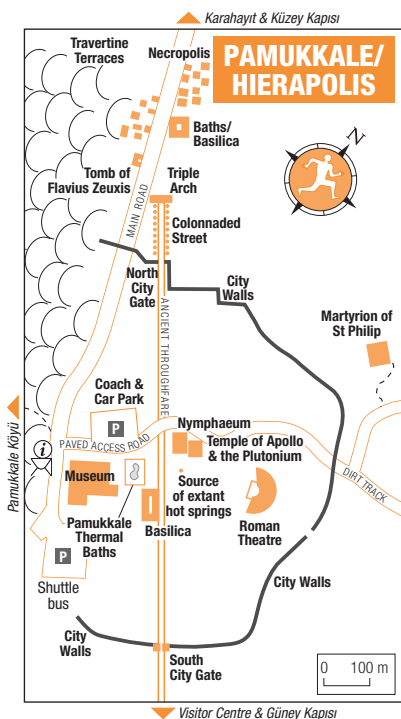 Karahayıt & Küzey Kapısı
PAMUKKALE/
HIERAPOLIS
Travertine
Terraces
Necropolis
N
Baths/
Basilica
Tomb of
Flavius Zeuxis
Triple
Arch
MAIN ROAD
Colonnaded
Street
North
City
Gate
City
Walls
ANCIENT THROUGHFARE
Martyrion of
St Philip
Coach &
Car Park
P
Pamukkale Köyü
i
PAVED ACCESS ROAD
Nymphaeum
Temple of Apollo
& the Plutonium
DIRT TRACK
Museum
Source
of extant
hot springs
Pamukkale
Thermal
Baths
Basilica
Roman
Theatre
P
Shuttle
bus
City Walls
City
Walls
South
City Gate
0 100 m
Visitor Centre & Güney Kapısı